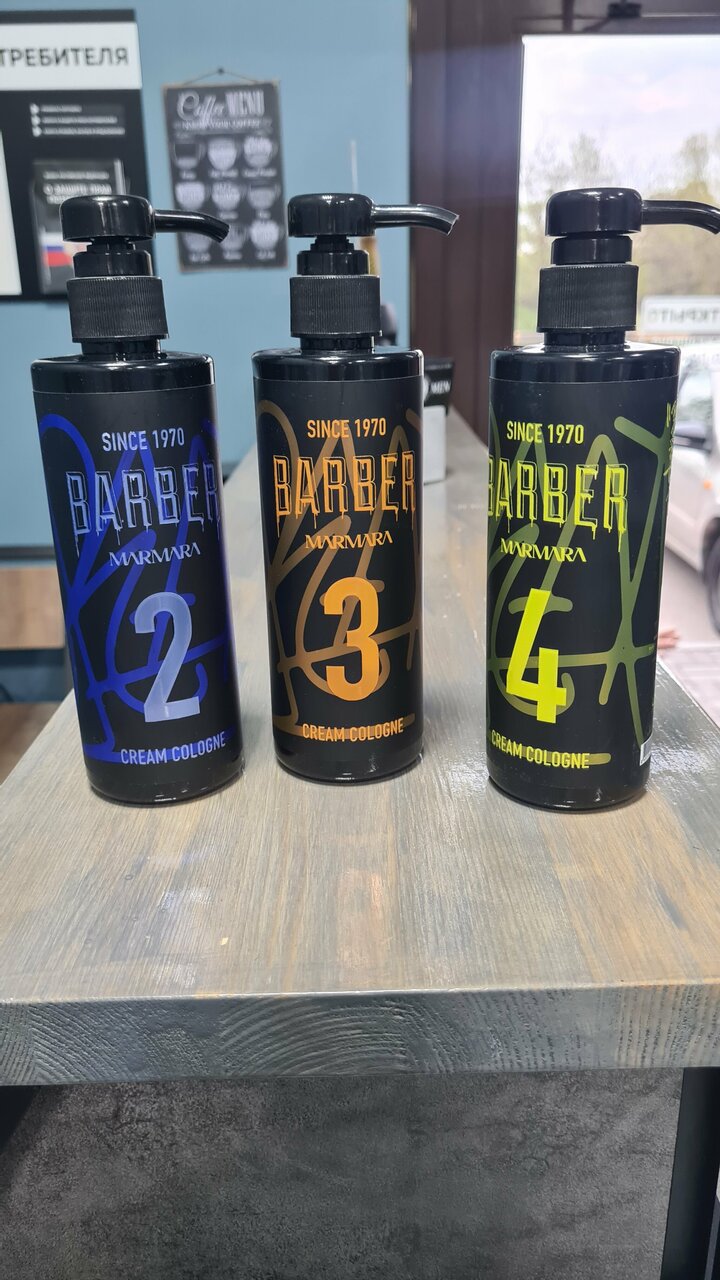 ТРЕБИТЕЛЯ
Coffee MENU
SINCE 1970
BARBER
MARMARA
2
CREAM COLOGNE
SINCE 1970
BARBER
MARMARA
3
CREAM COLOGNE
SINCE 1970
BARBER
MARMARA
4
CREAM COLOGNE